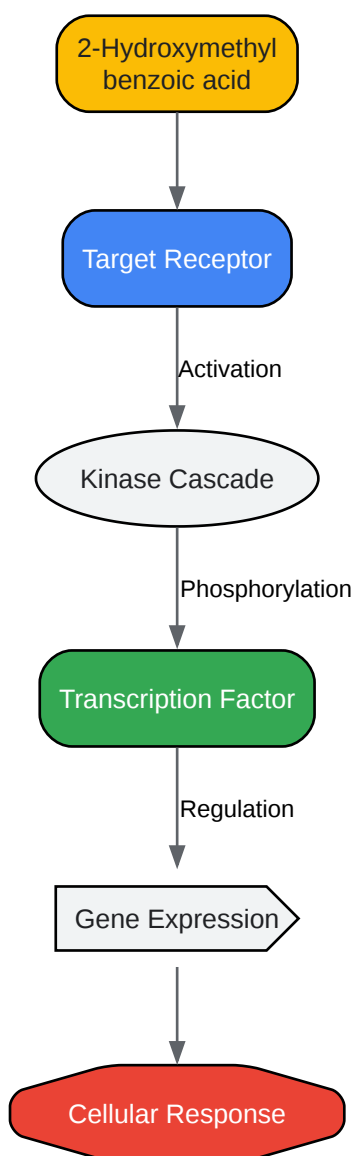 2-Hydroxymethyl
benzoic acid
Target Receptor
Activation
Kinase Cascade
Phosphorylation
Transcription Factor
Regulation
Gene Expression
Cellular Response